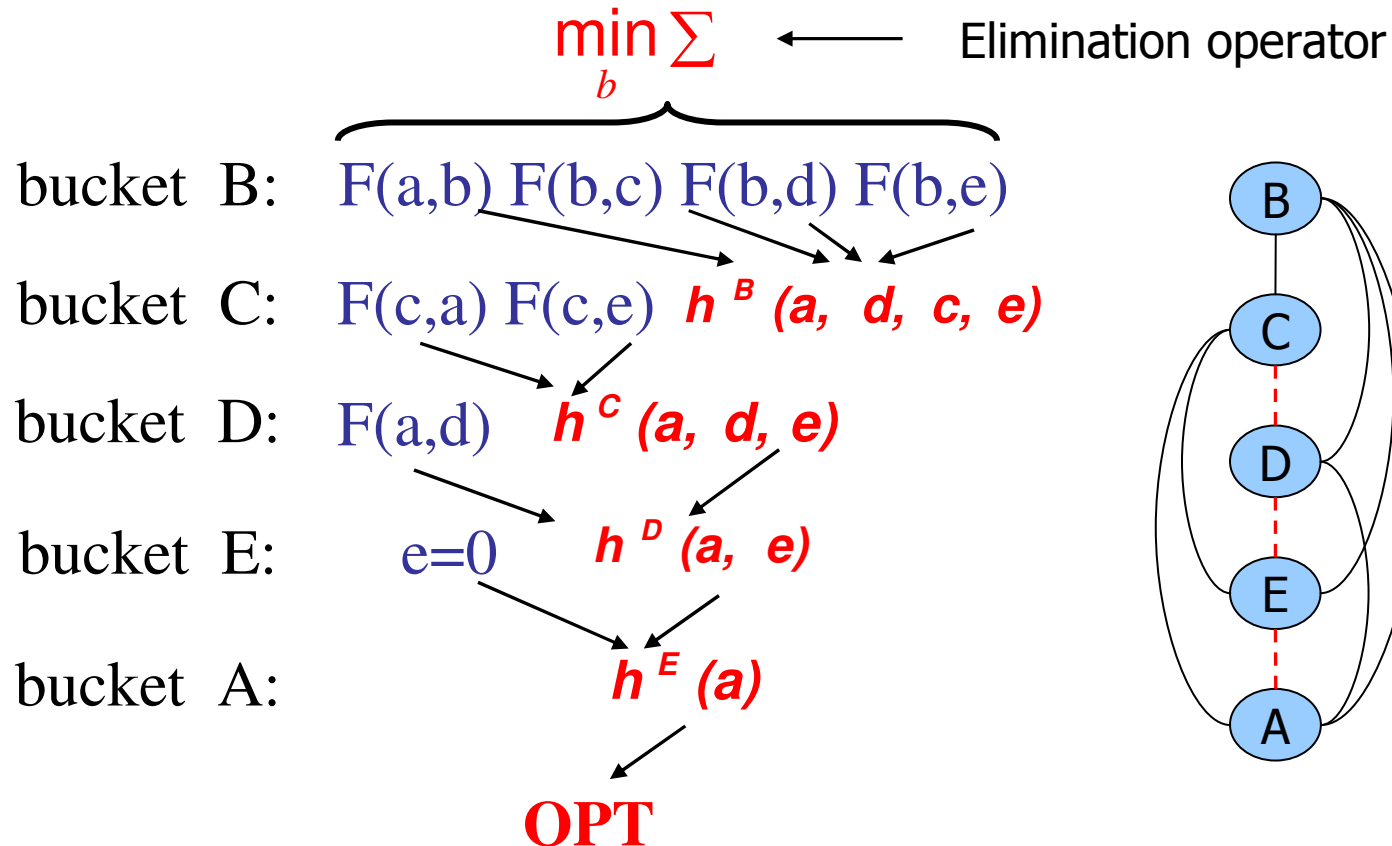 min ∑ Elimination operator
b
bucket B: F(a,b) F(b,c) F(b,d) F(b,e)
bucket C: F(c,a) F(c,e) h B (a, d, c, e)
bucket D: F(a,d) h C (a, d, e)
bucket E: e=0 h D (a, e)
bucket A: h E (a)
OPT
B
C
D
E
A